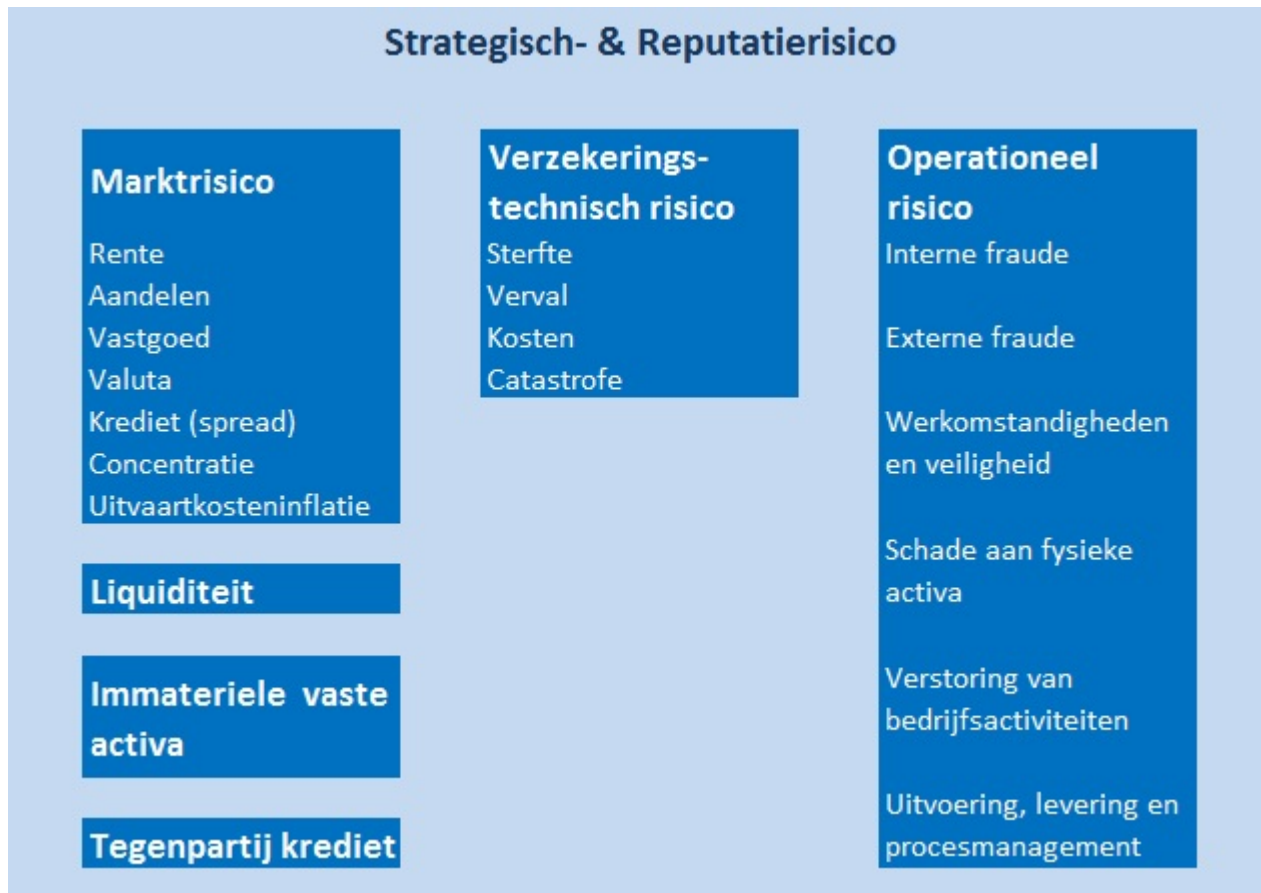 Strategisch- & Reputatierisico
Marktrisico
Rente
Aandelen
Vastgoed
Valuta
Krediet (spread)
Concentratie
Uitvaartkosteninflatie
Liquiditeit
Immateriele vaste
activa
Tegenpartij krediet
Verzekerings-
technisch risico
Sterfte
Verval
Kosten
Catastrofe
Operationeel
risico
Interne fraude
Externe fraude
Werkomstandigheden
en veiligheid
Schade aan fysieke
activa
Verstoring van
bedrijfsactiviteiten
Uitvoering, levering en
procesmanagement